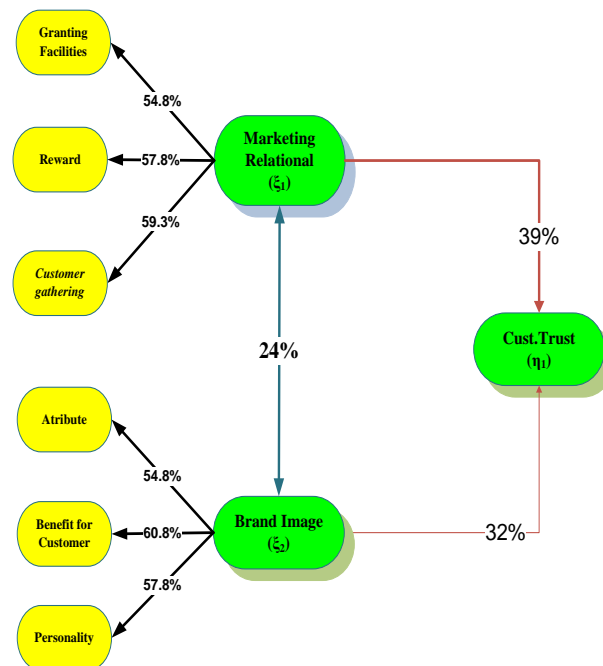 Granting
Facilities
54.8%
Reward
57.8%
Marketing
Relational
(ξ1)
59.3%
Customer
gathering
39%
24%
Cust.Trust
(η1)
Atribute
54.8%
Benefit for
Customer
60.8%
Brand Image
(ξ2)
32%
57.8%
Personality